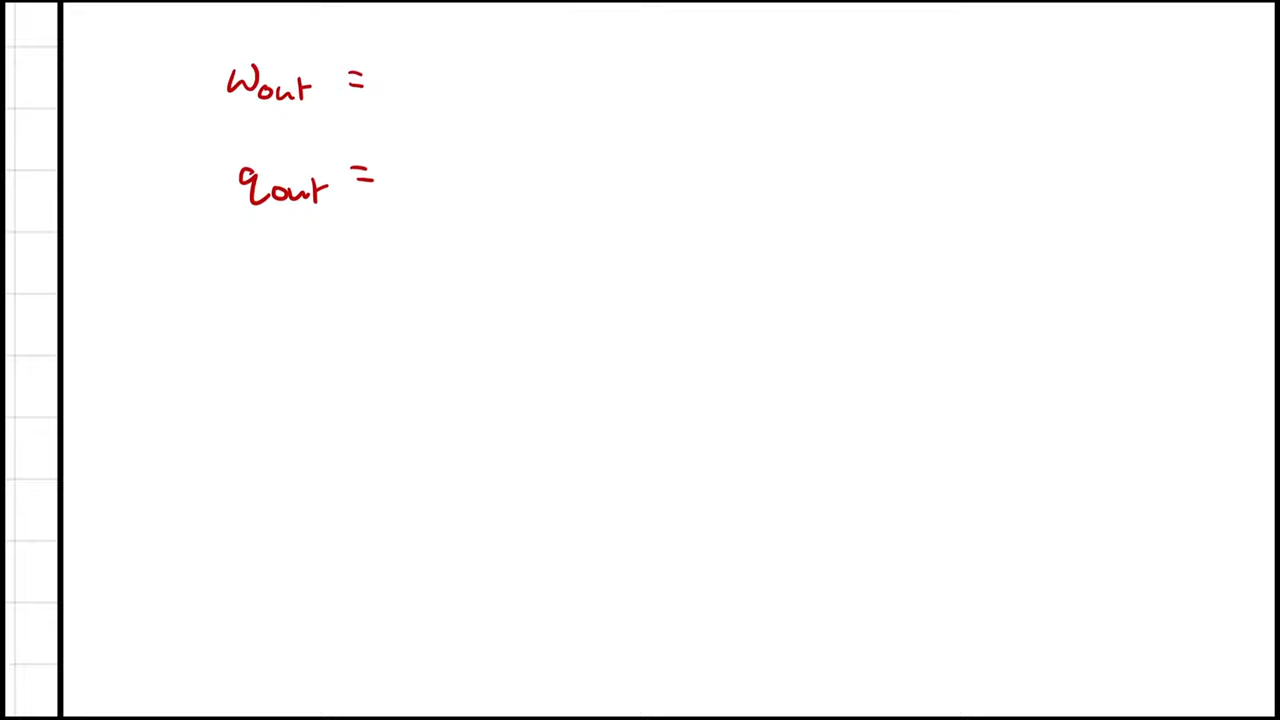 wout =
qout =